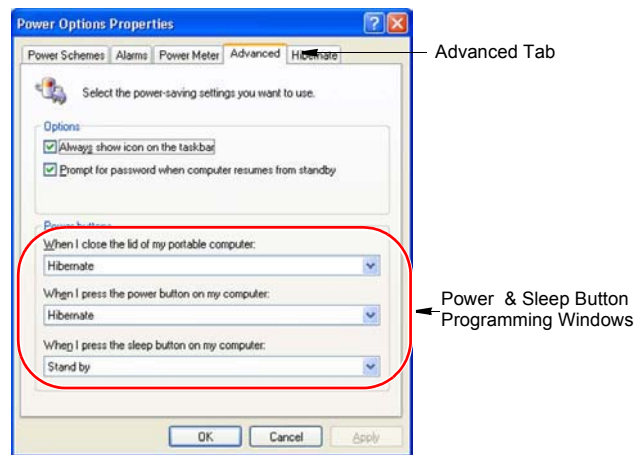 Power Options Properties
Power Schemes Alarms Power Meter Advanced Hibernate
Advanced Tab
Select the power-saving settings you want to use.
Options
Always show icon on the taskbar
Prompt for password when computer resumes from standby
Power buttons
When I close the lid of my portable computer:
Hibernate
When I press the power button on my computer:
Hibernate
Power & Sleep Button
Programming Windows
When I press the sleep button on my computer:
Stand by
OK Cancel Apply